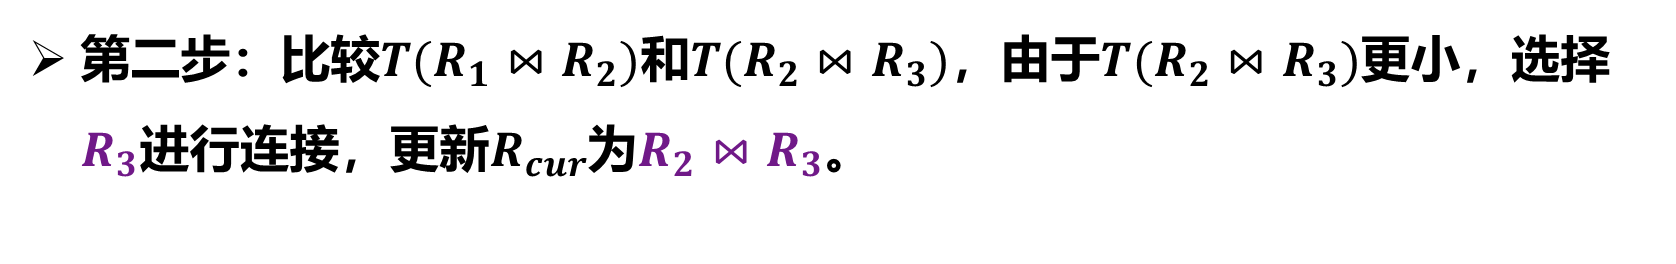 ➢ 第二步：比较T(R₁ ⋈ R₂)和T(R₂ ⋈ R₃)，由于T(R₂ ⋈ R₃)更小，选择
R₃进行连接，更新R_cur为R₂ ⋈ R₃。